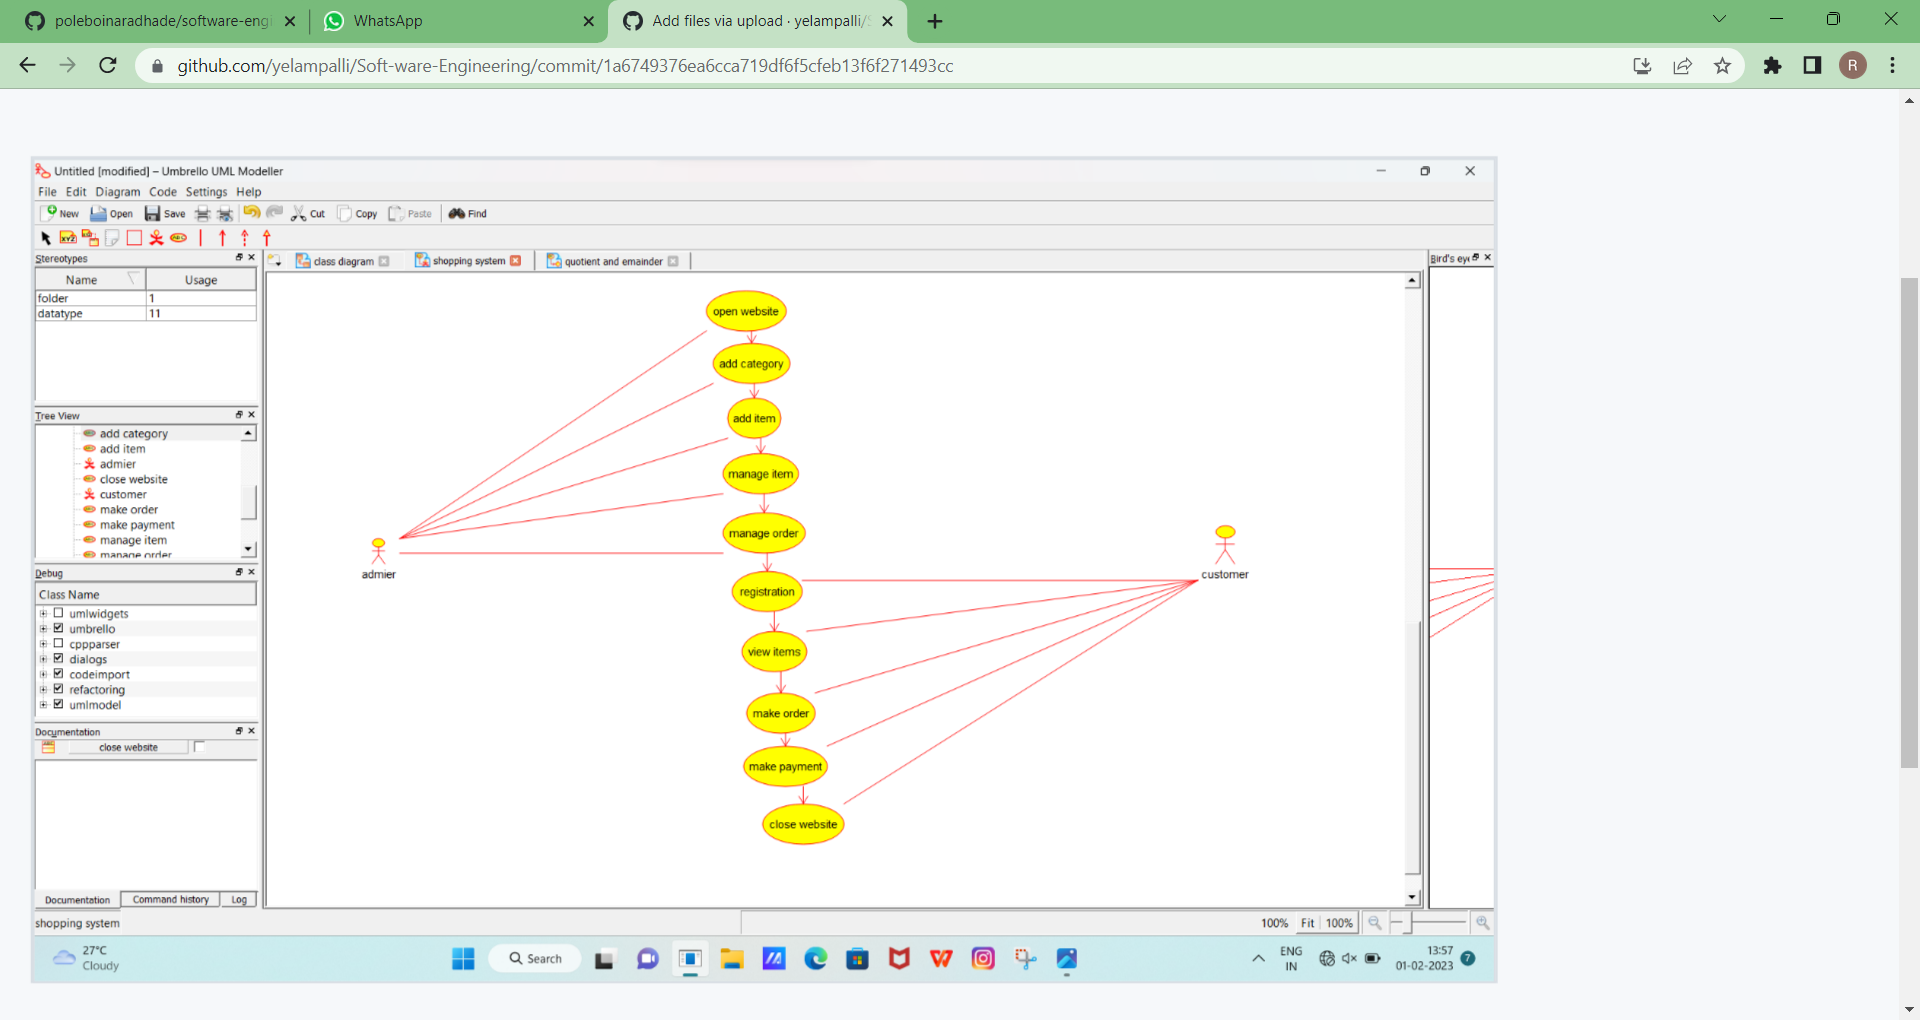 poleboinaradhade/software-engi
WhatsApp
Add files via upload · yelampalli/S
github.com/yelampalli/Soft-ware-Engineering/commit/1a6749376ea6cca719df6f5cfeb13f6f271493cc
R
Untitled [modified] – Umbrello UML Modeller
File Edit Diagram Code Settings Help
New Open Save Cut Copy Paste Find
Stereotypes
class diagram
shopping system
quotient and emainder
Bird's eye
Name Usage
folder 1
datatype 11
Tree View
add category
add item
admier
close website
customer
make order
make payment
manage item
manage order
Debug
Class Name
umlwidgets
umbrello
cppparser
dialogs
codeimport
refactoring
umlmodel
Documentation
close website
Documentation Command history Log
shopping system
open website
add category
add item
manage item
manage order
registration
view items
make order
make payment
close website
admier
customer
100% Fit 100%
27°C
Cloudy
Search
ENG
IN
13:57
01-02-2023
7